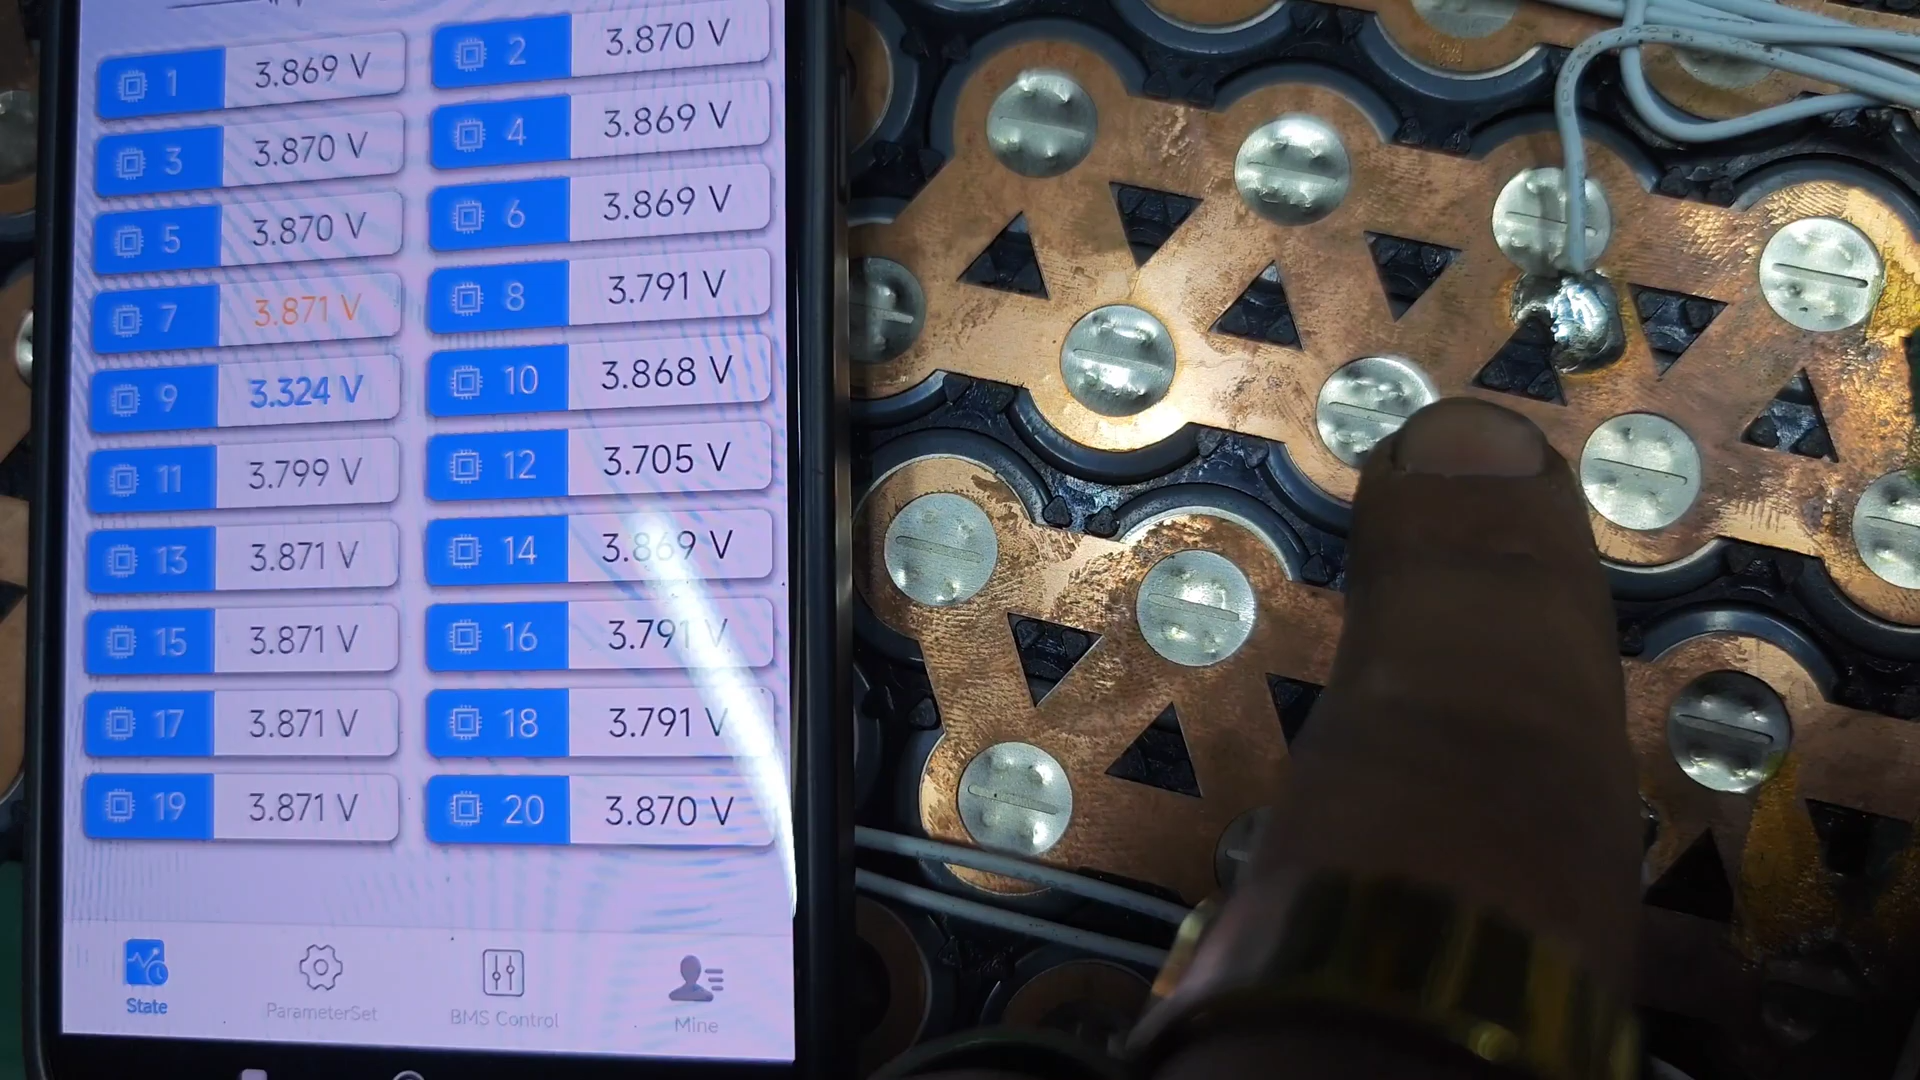 1 3.869 V 2 3.870 V
3 3.870 V 4 3.869 V
5 3.870 V 6 3.869 V
7 3.871 V 8 3.791 V
9 3.324 V 10 3.868 V
11 3.799 V 12 3.705 V
13 3.871 V 14 3.869 V
15 3.871 V 16 3.791 V
17 3.871 V 18 3.791 V
19 3.871 V 20 3.870 V
State ParameterSet BMS Control Mine